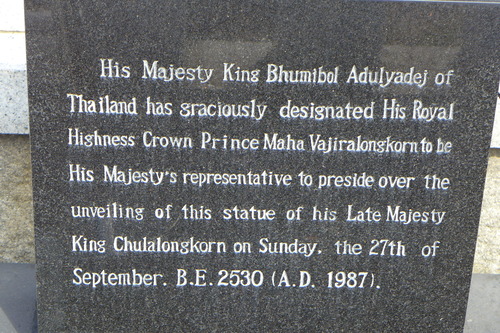 His Majesty King Bhumibol Adulyadej of
Thailand has graciously designated His Royal
Highness Crown Prince Maha Vajiralongkorn to be
His Majesty's representative to preside over the
unveiling of this statue of his Late Majesty
King Chulalongkorn on Sunday, the 27th of
September. B.E. 2530 (A.D. 1987).